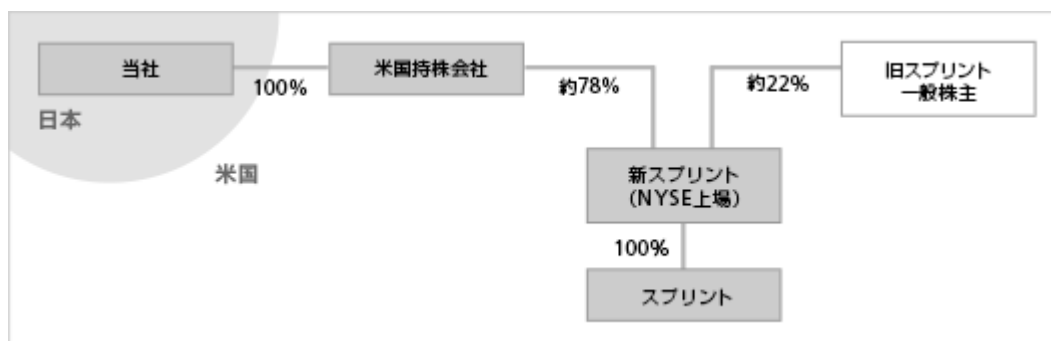 当社
100%
米国持株会社
約78%
約22%
旧スプリント
一般株主
日本
米国
新スプリント
(NYSE上場)
100%
スプリント